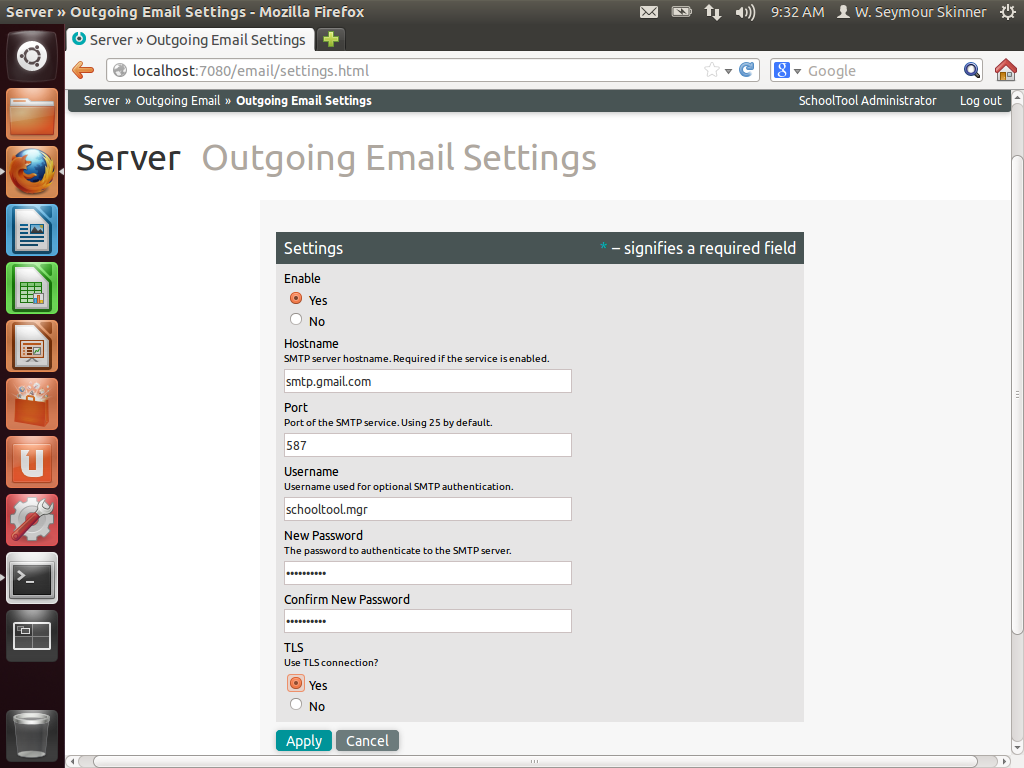 Server » Outgoing Email Settings - Mozilla Firefox
9:32 AM
W. Seymour Skinner
Server » Outgoing Email Settings
localhost:7080/email/settings.html
Google
Server » Outgoing Email » Outgoing Email Settings
SchoolTool Administrator
Log out
Server Outgoing Email Settings
Settings
* – signifies a required field
Enable
Yes
No
Hostname
SMTP server hostname. Required if the service is enabled.
smtp.gmail.com
Port
Port of the SMTP service. Using 25 by default.
587
Username
Username used for optional SMTP authentication.
schooltool.mgr
New Password
The password to authenticate to the SMTP server.
••••••••••
Confirm New Password
••••••••••
TLS
Use TLS connection?
Yes
No
Apply
Cancel